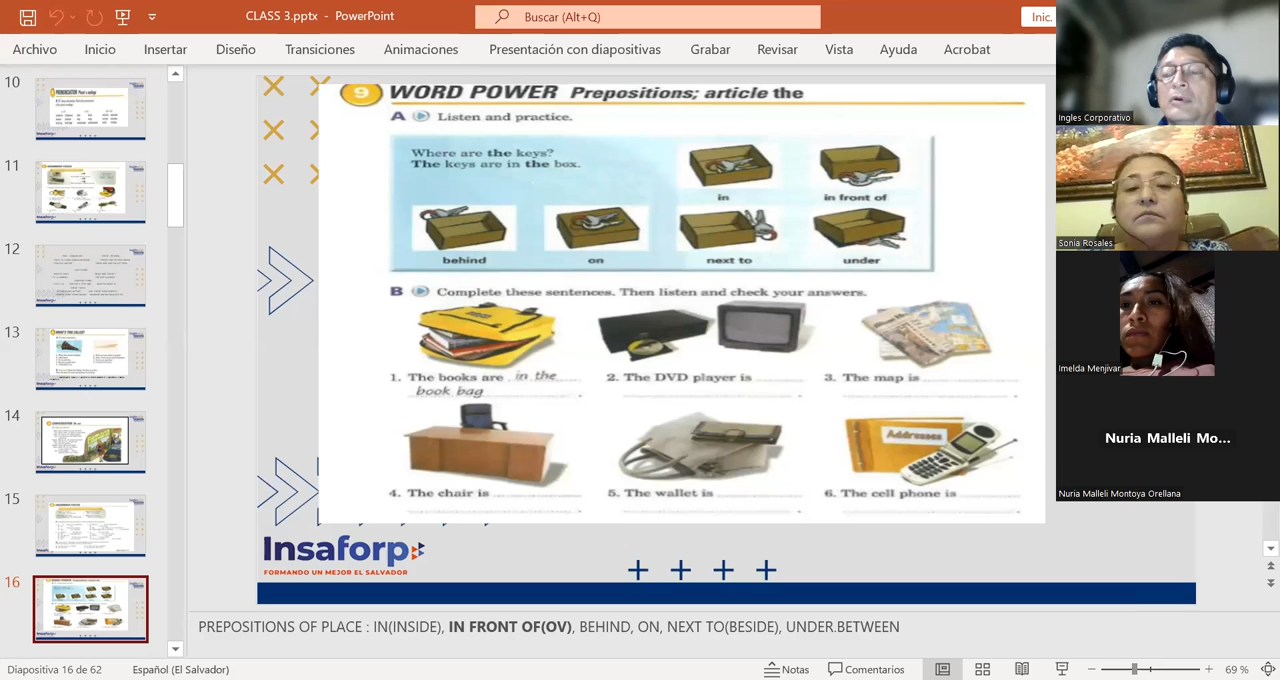 CLASS 3.pptx - PowerPoint
Buscar (Alt+Q)
Inic.
Archivo Inicio Insertar Diseño Transiciones Animaciones Presentación con diapositivas Grabar Revisar Vista Ayuda Acrobat
10
11
12
13
14
15
16
9 WORD POWER Prepositions; article the
A Listen and practice.
Where are the keys?
The keys are in the box.
in
in front of
behind
on
next to
under
B Complete these sentences. Then listen and check your answers.
1. The books are in the
book bag.
2. The DVD player is
3. The map is
Addresses
4. The chair is
5. The wallet is
6. The cell phone is
Insaforp
FORMANDO UN MEJOR EL SALVADOR
PREPOSITIONS OF PLACE : IN(INSIDE), IN FRONT OF(OV), BEHIND, ON, NEXT TO(BESIDE), UNDER.BETWEEN
Diapositiva 16 de 62
Español (El Salvador)
Notas
Comentarios
69 %
Ingles Corporativo
Sonia Rosales
Imelda Menjivar
Nuria Malleli Mo...
Nuria Malleli Montoya Orellana